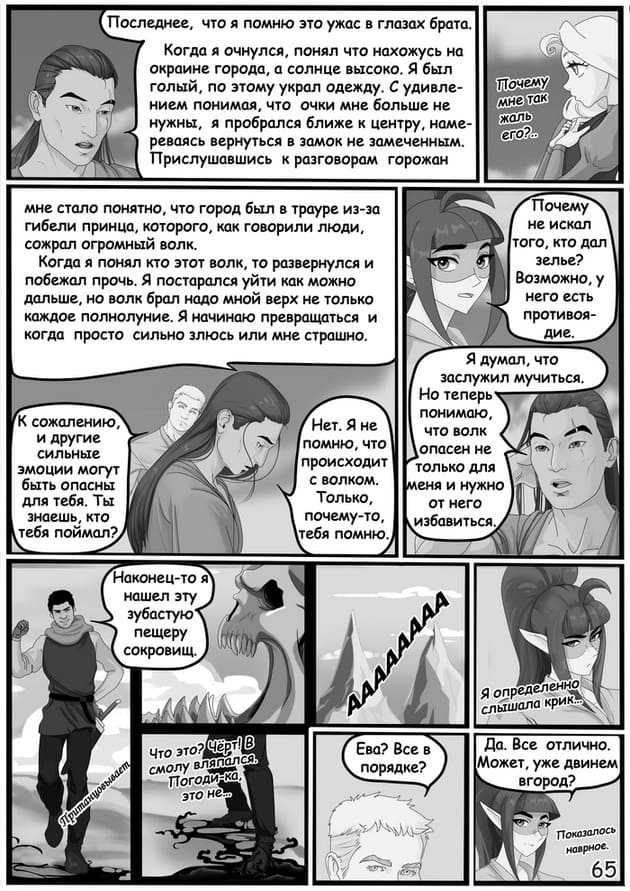 Последнее, что я помню это ужас в глазах брата.
Когда я очнулся, понял что нахожусь на
окраине города, а солнце высоко. Я был
голый, по этому украл одежду. С удивле-
нием понимая, что очки мне больше не
нужны, я пробрался ближе к центру, наме-
реваясь вернуться в замок не замеченным.
Прислушавшись к разговорам горожан
Почему
мне так
жаль
его?..
мне стало понятно, что город был в трауре из-за
гибели принца, которого, как говорили люди,
сожрал огромный волк.
Когда я понял кто этот волк, то развернулся и
побежал прочь. Я постарался уйти как можно
дальше, но волк брал надо мной верх не только
каждое полнолуние. Я начинаю превращаться и
когда просто сильно злюсь или мне страшно.
К сожалению,
и другие
сильные
эмоции могут
быть опасны
для тебя. Ты
знаешь, кто
тебя поймал?
Нет. Я не
помню, что
происходит
с волком.
Только,
почему-то,
тебя помню.
Почему
не искал
того, кто дал
зелье?
Возможно, у
него есть
противоя-
дие.
Я думал, что
заслужил мучиться.
Но теперь
понимаю,
что волк
опасен не
только для
меня и нужно
от него
избавиться.
Наконец-то я
нашел эту
зубастую
пещеру
сокровищ.
Пританцовывает
Что это? Чёрт! В
смолу вляпался.
Погоди-ка,
это не...
АААААААА
Я определенно
слышала крик...
Ева? Все в
порядке?
Да. Все отлично.
Может, уже двинем
вгород?
Показалось
наврное.
65